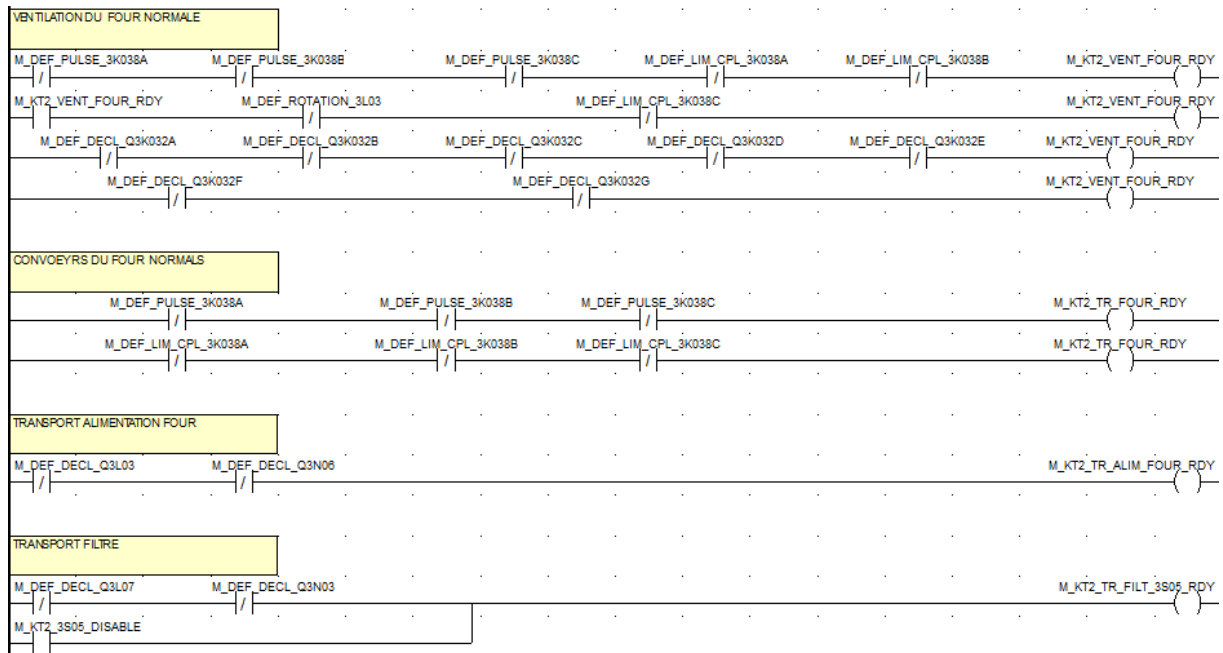 VENTILATION DU FOUR NORMALE
M_DEF_PULSE_3K038A M_DEF_PULSE_3K038B M_DEF_PULSE_3K038C M_DEF_LIM_CPL_3K038A M_DEF_LIM_CPL_3K038B M_KT2_VENT_FOUR_RDY
M_KT2_VENT_FOUR_RDY M_DEF_ROTATION_3L03 M_DEF_LIM_CPL_3K038C M_KT2_VENT_FOUR_RDY
M_DEF_DECL_Q3K032A M_DEF_DECL_Q3K032B M_DEF_DECL_Q3K032C M_DEF_DECL_Q3K032D M_DEF_DECL_Q3K032E M_KT2_VENT_FOUR_RDY
M_DEF_DECL_Q3K032F M_DEF_DECL_Q3K032G M_KT2_VENT_FOUR_RDY
CONVOEYRS DU FOUR NORMALS
M_DEF_PULSE_3K038A M_DEF_PULSE_3K038B M_DEF_PULSE_3K038C M_KT2_TR_FOUR_RDY
M_DEF_LIM_CPL_3K038A M_DEF_LIM_CPL_3K038B M_DEF_LIM_CPL_3K038C M_KT2_TR_FOUR_RDY
TRANSPORT ALIMENTATION FOUR
M_DEF_DECL_Q3L03 M_DEF_DECL_Q3N06 M_KT2_TR_ALIM_FOUR_RDY
TRANSPORT FILTRE
M_DEF_DECL_Q3L07 M_DEF_DECL_Q3N03 M_KT2_TR_FILT_3S05_RDY
M_KT2_3S05_DISABLE